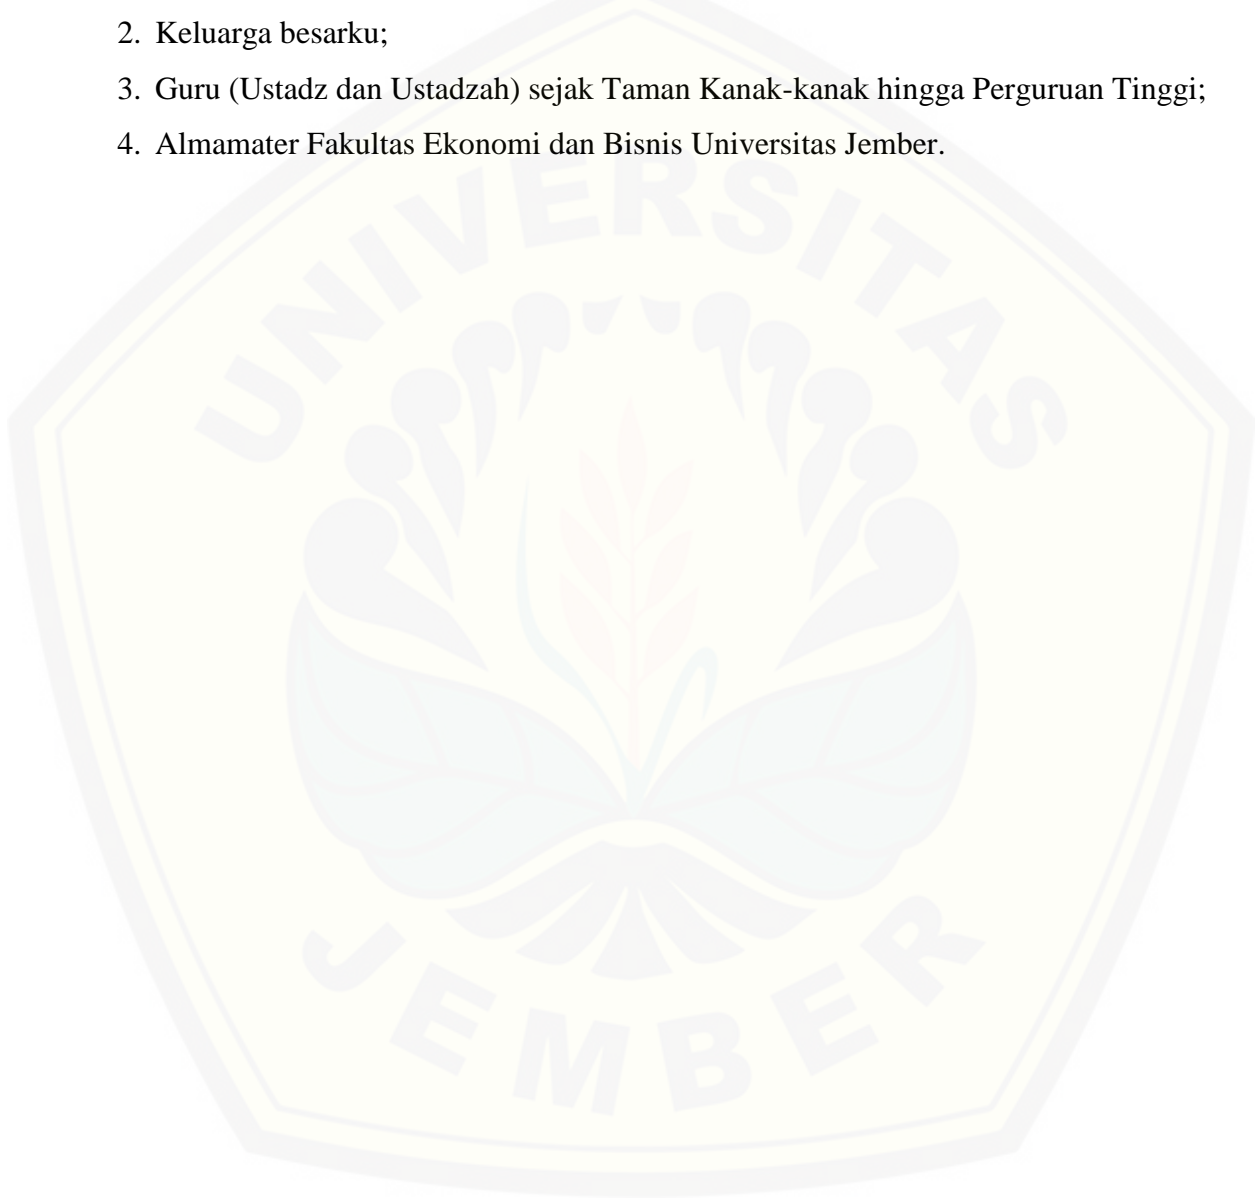 2. Keluarga besarku;
3. Guru (Ustadz dan Ustadzah) sejak Taman Kanak-kanak hingga Perguruan Tinggi;
4. Almamater Fakultas Ekonomi dan Bisnis Universitas Jember.
UNIVERSITAS
JEMBER